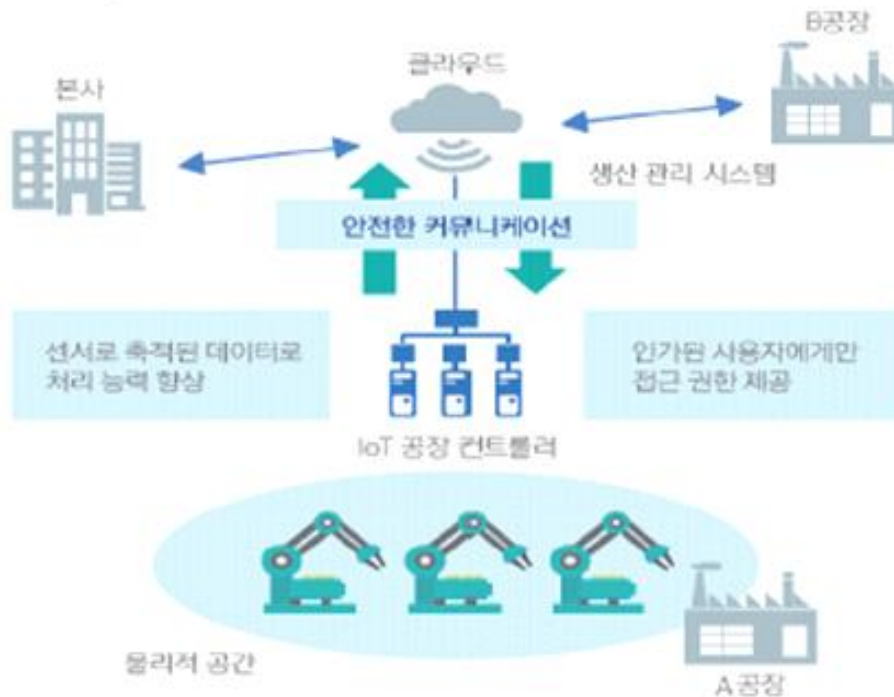 B공장
클라우드
본사
생산 관리 시스템
안전한 커뮤니케이션
센서로 축적된 데이터로
처리 능력 향상
인가된 사용자에게만
접근 권한 제공
IoT 공장 컨트롤러
물리적 공간
A 공장